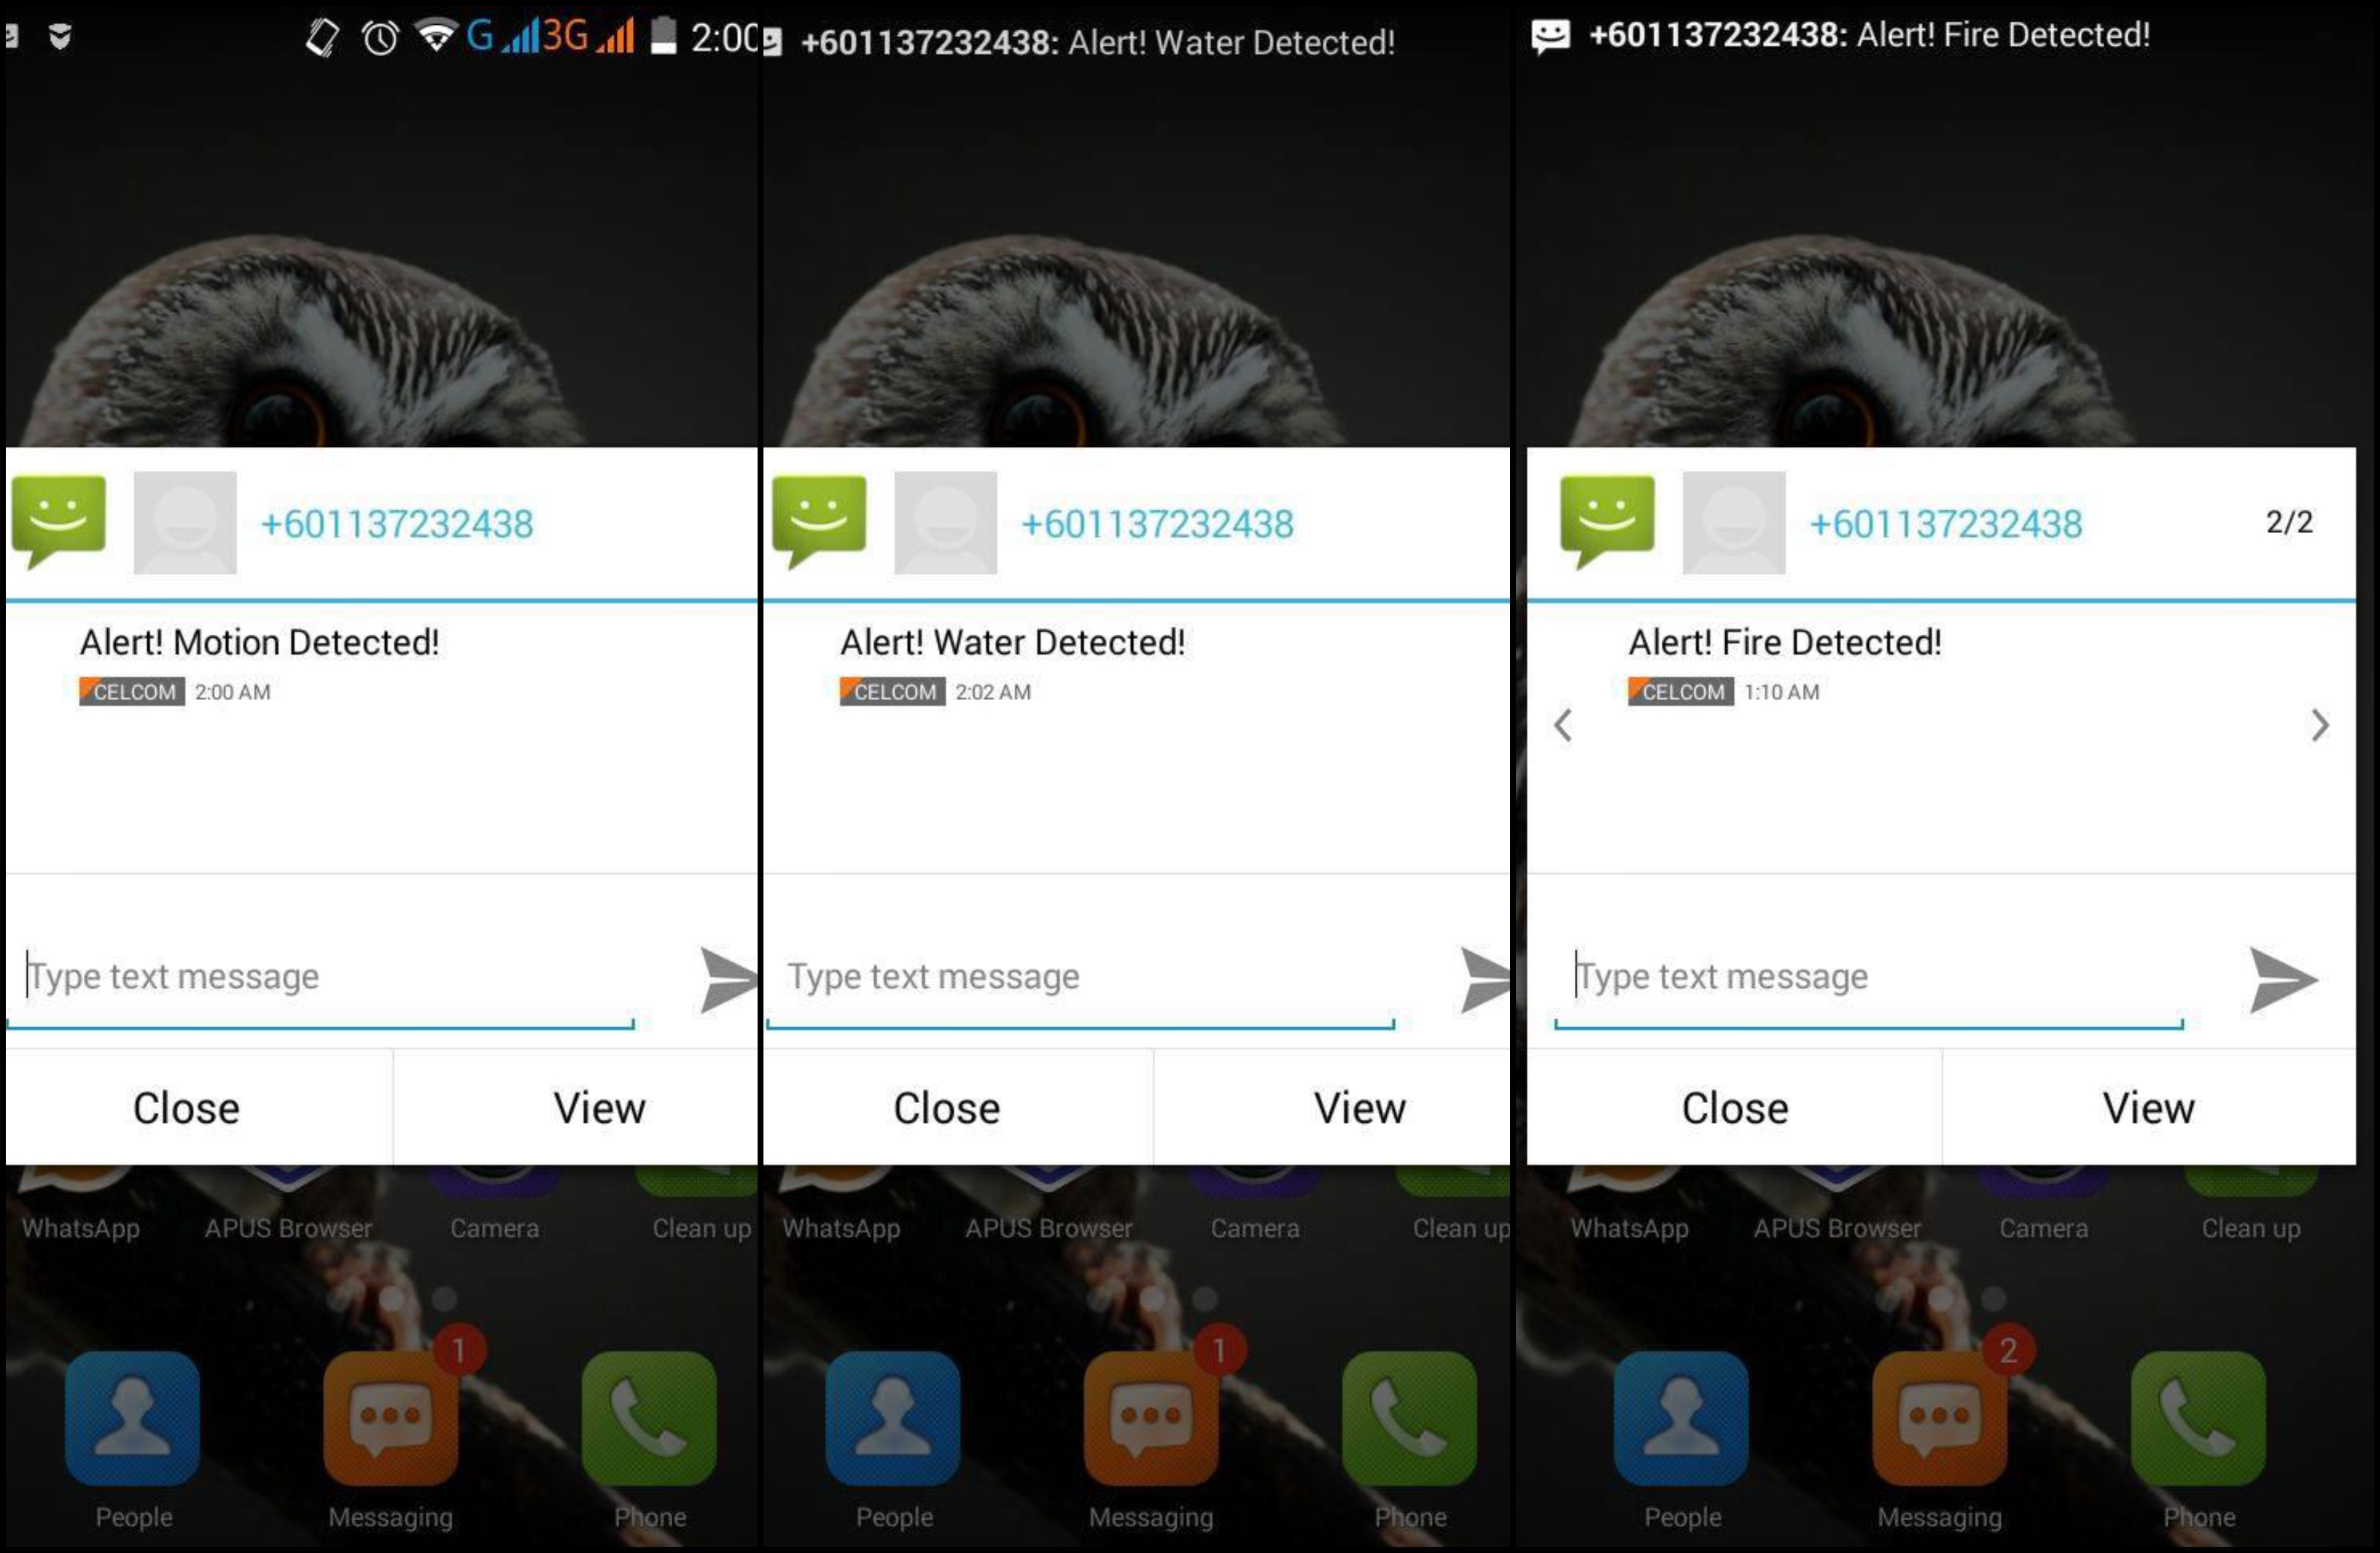 G 3G 2:00
+601137232438
Alert! Motion Detected!
CELCOM 2:00 AM
Type text message
Close View
WhatsApp APUS Browser Camera Clean up
1
People Messaging Phone
+601137232438: Alert! Water Detected!
+601137232438
Alert! Water Detected!
CELCOM 2:02 AM
Type text message
Close View
WhatsApp APUS Browser Camera Clean up
1
People Messaging Phone
+601137232438: Alert! Fire Detected!
+601137232438 2/2
Alert! Fire Detected!
CELCOM 1:10 AM
Type text message
Close View
WhatsApp APUS Browser Camera Clean up
2
People Messaging Phone